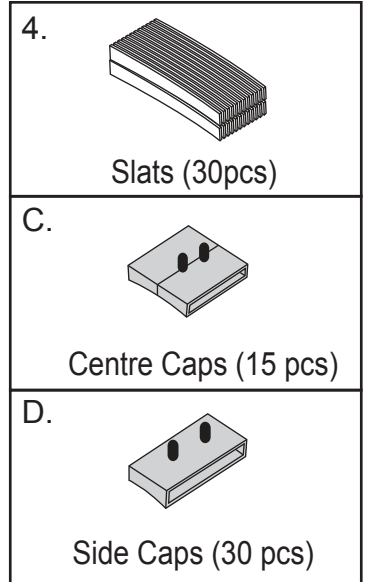 4.
Slats (30pcs)
C.
Centre Caps (15 pcs)
D.
Side Caps (30 pcs)